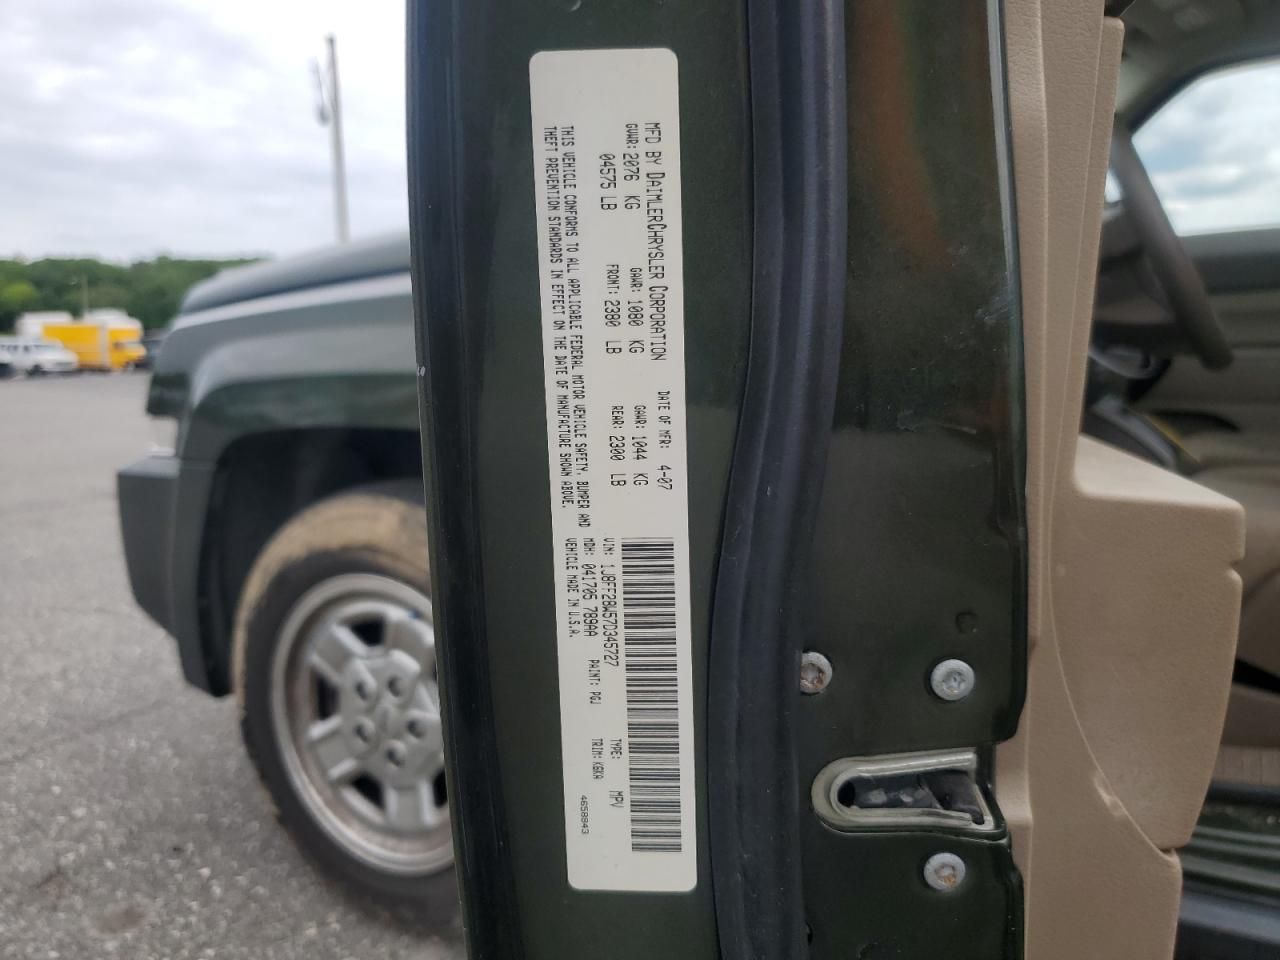 MFD BY DAIMLERCHRYSLER CORPORATION DATE OF MFR: 4-07
GVWR: 2076 KG GAWR: 1080 KG GAWR: 1044 KG
04575 LB FRONT: 2380 LB REAR: 2300 LB
THIS VEHICLE CONFORMS TO ALL APPLICABLE FEDERAL MOTOR VEHICLE SAFETY, BUMPER AND
THEFT PREVENTION STANDARDS IN EFFECT ON THE DATE OF MANUFACTURE SHOWN ABOVE.
VIN: 1J8FF28W57D345727 TYPE: MPV
MDH: 041705 789AA PAINT: PGJ TRIM: K6KA
VEHICLE MADE IN U.S.A. 4658843